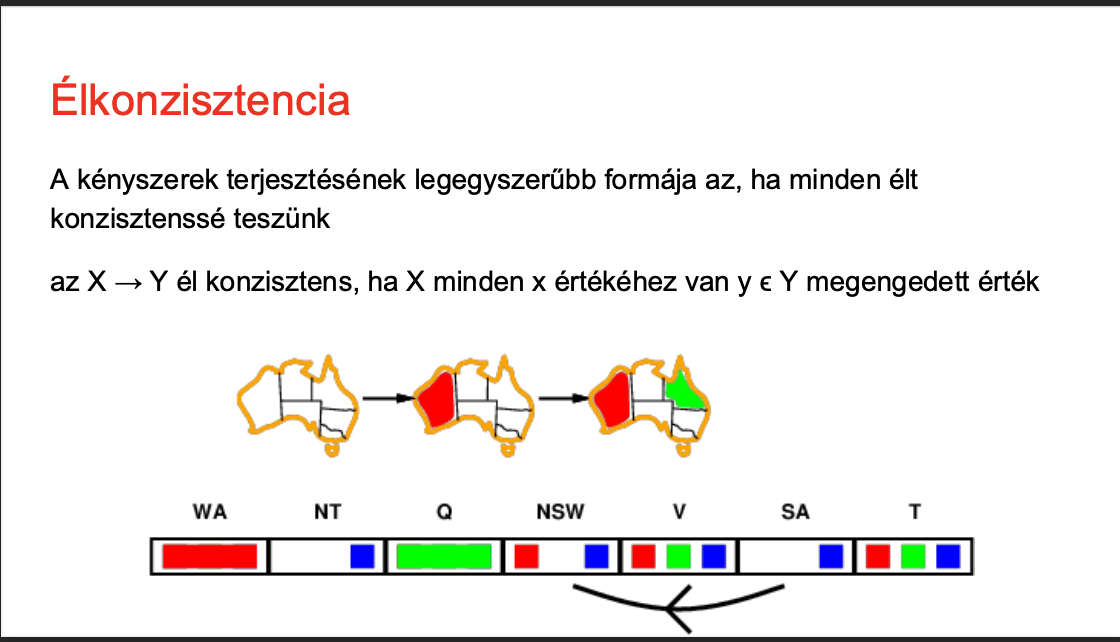 Élkonzisztencia
A kényszerek terjesztésének legegyszerűbb formája az, ha minden élt
konzisztenssé teszünk
az X → Y él konzisztens, ha X minden x értékéhez van y ϵ Y megengedett érték
WA NT Q NSW V SA T